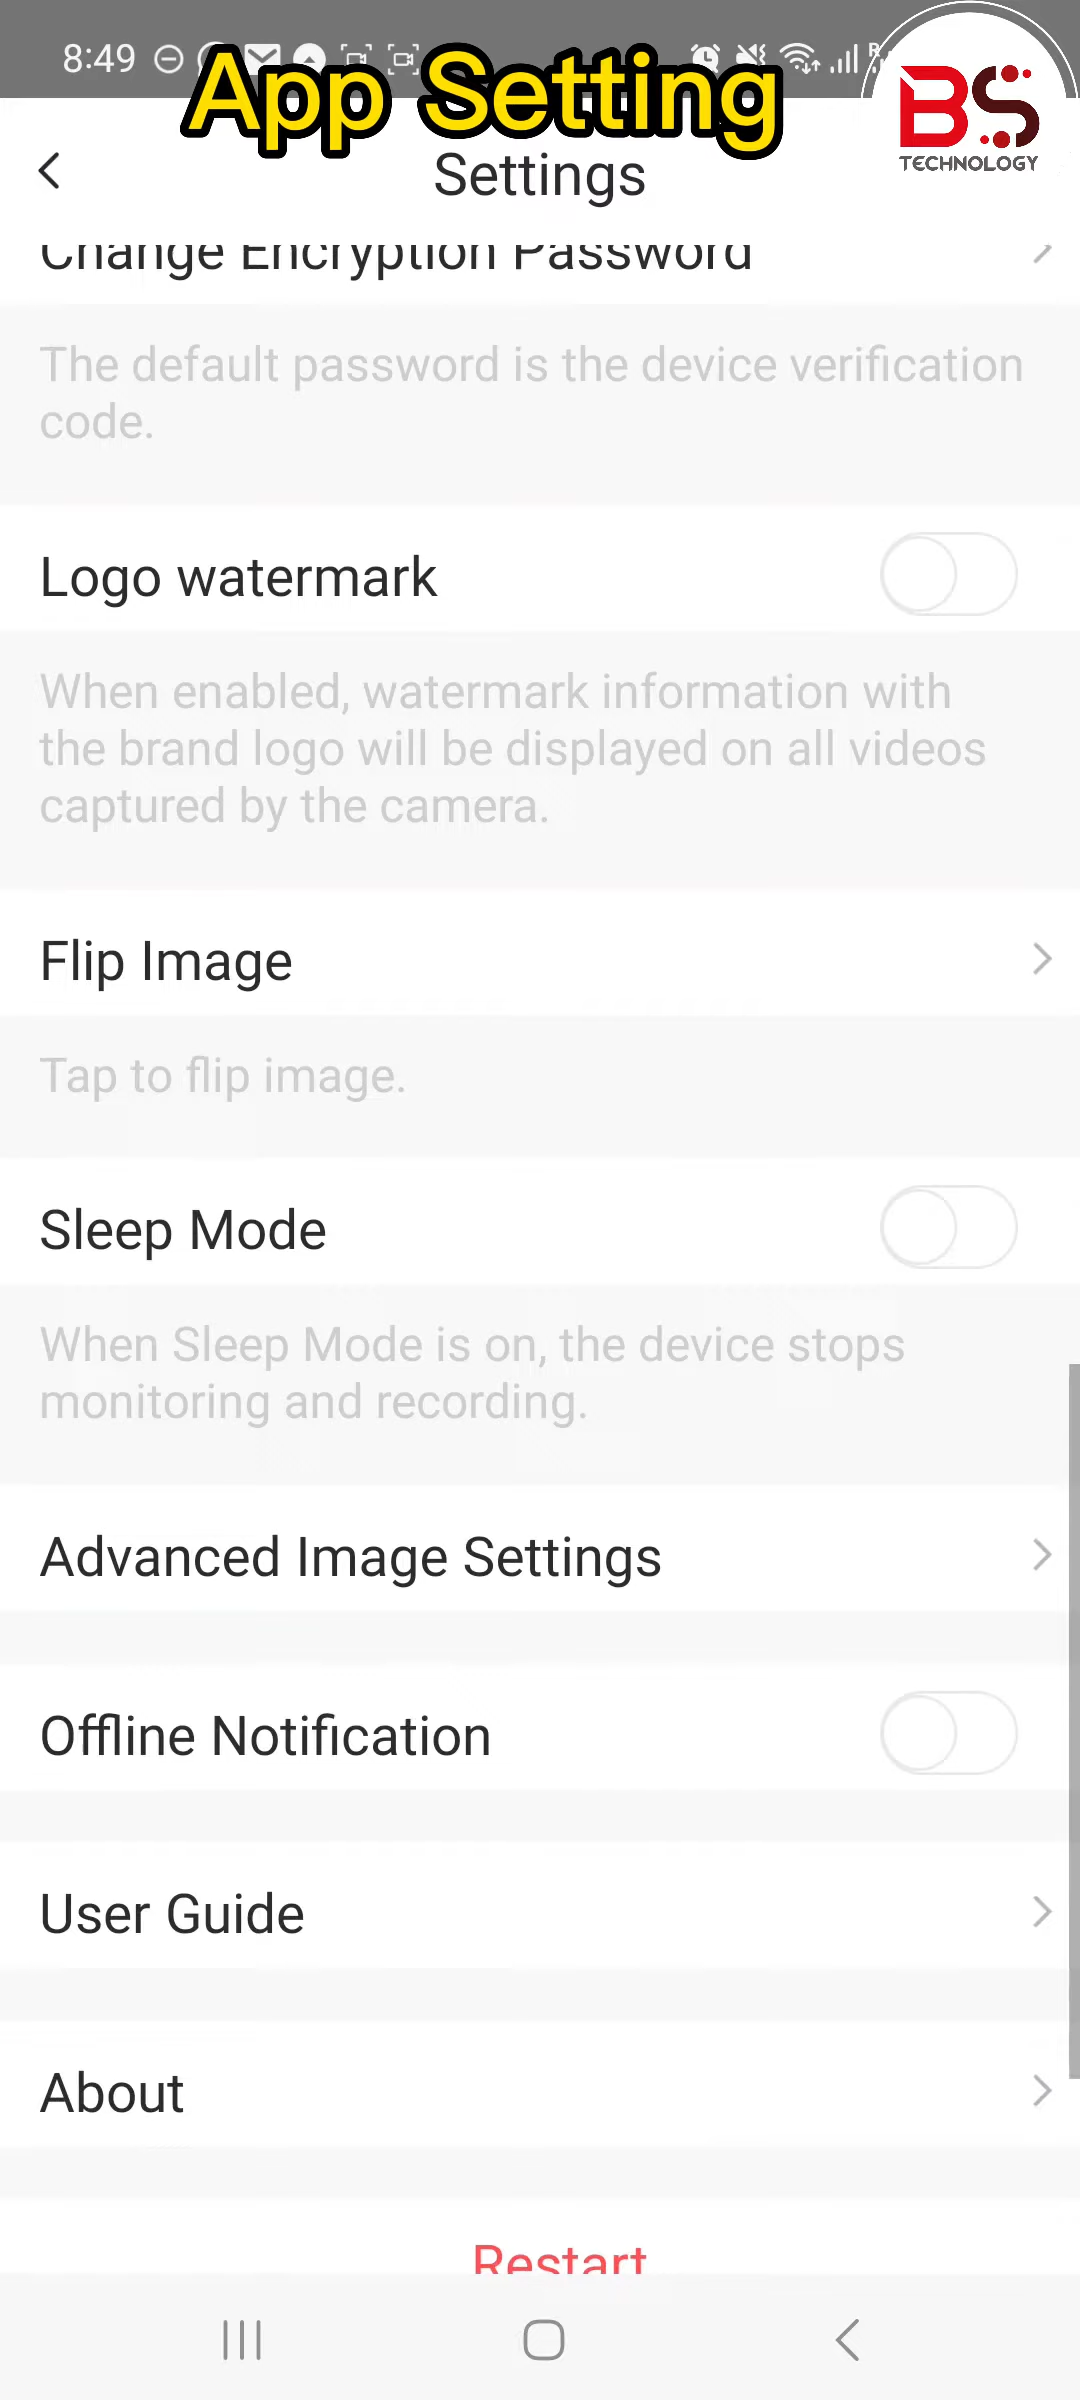 8:49
App Setting
BS
TECHNOLOGY
Settings
Change Encryption Password
The default password is the device verification
code.
Logo watermark
When enabled, watermark information with
the brand logo will be displayed on all videos
captured by the camera.
Flip Image
Tap to flip image.
Sleep Mode
When Sleep Mode is on, the device stops
monitoring and recording.
Advanced Image Settings
Offline Notification
User Guide
About
Restart